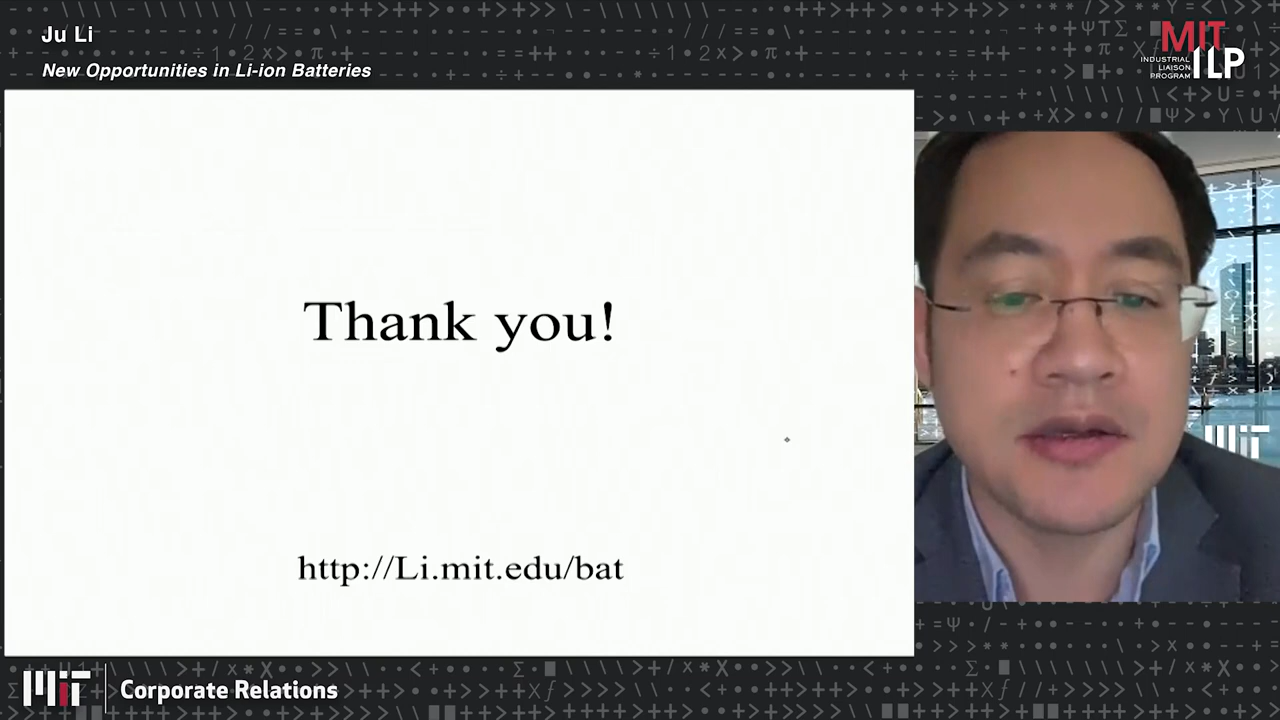 Ju Li
New Opportunities in Li-ion Batteries
MIT
INDUSTRIAL
LIAISON
PROGRAM
ILP
Thank you!
http://Li.mit.edu/bat
MIT
MIT
Corporate Relations